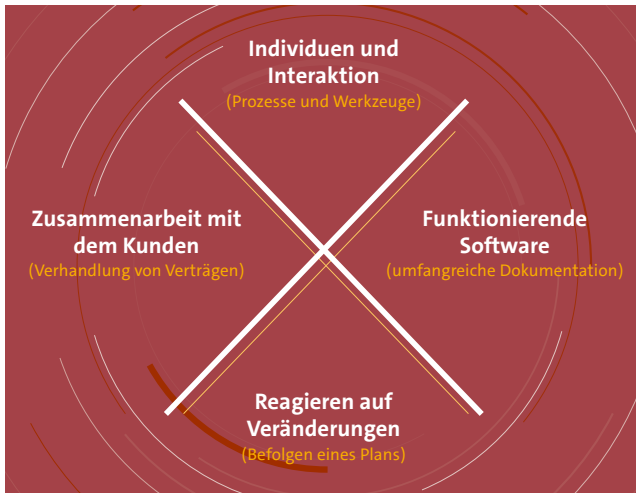 Individuen und
Interaktion
(Prozesse und Werkzeuge)
Zusammenarbeit mit
dem Kunden
(Verhandlung von Verträgen)
Funktionierende
Software
(umfangreiche Dokumentation)
Reagieren auf
Veränderungen
(Befolgen eines Plans)